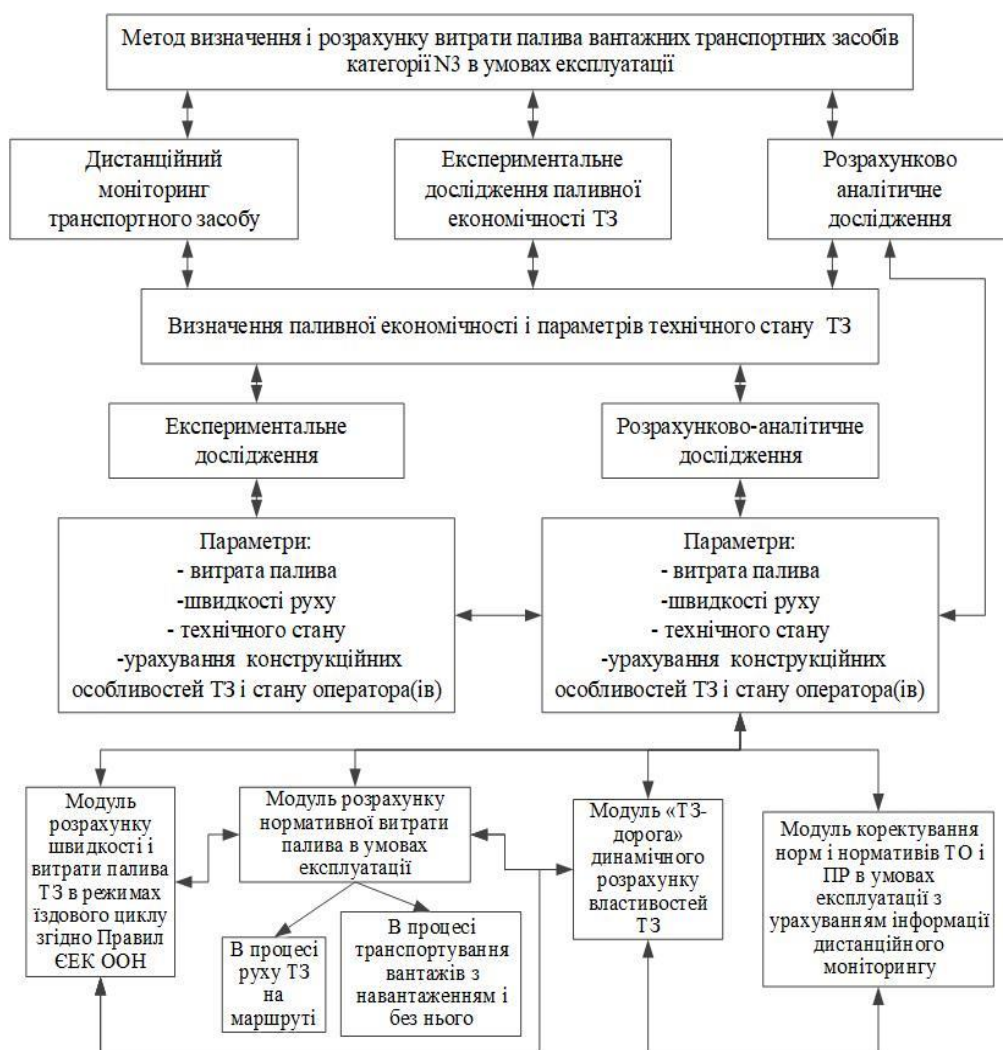 Метод визначення і розрахунку витрати палива вантажних транспортних засобів
категорії N3 в умовах експлуатації
Дистанційний
моніторинг
транспортного засобу
Експериментальне
дослідження паливної
економічності ТЗ
Розрахунково
аналітичне
дослідження
Визначення паливної економічності і параметрів технічного стану ТЗ
Експериментальне
дослідження
Розрахунково-аналітичне
дослідження
Параметри:
- витрата палива
-швидкості руху
- технічного стану
-урахування конструкційних
особливостей ТЗ і стану оператора(ів)
Параметри:
- витрата палива
-швидкості руху
- технічного стану
-урахування конструкційних
особливостей ТЗ і стану оператора(ів)
Модуль
розрахунку
швидкості і
витрати палива
ТЗ в режимах
їздового циклу
згідно Правил
ЄЕК ООН
Модуль розрахунку
нормативної витрати
палива в умовах
експлуатації
В процесі
руху ТЗ
на
маршруті
В процесі
транспортування
вантажів з
навантаженням і
без нього
Модуль «ТЗ-
дорога»
динамічного
розрахунку
властивостей
ТЗ
Модуль коректування
норм і нормативів ТО і
ПР в умовах
експлуатації з
урахуванням інформації
дистанційного
моніторингу